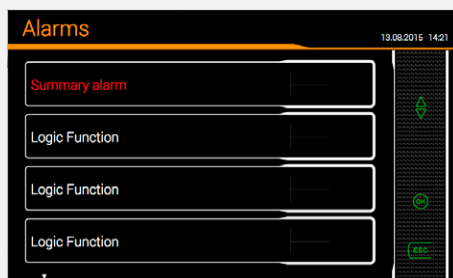 Alarms
13.08.2015 14:21
Summary alarm
Logic Function
OK
Logic Function
Logic Function
ESC